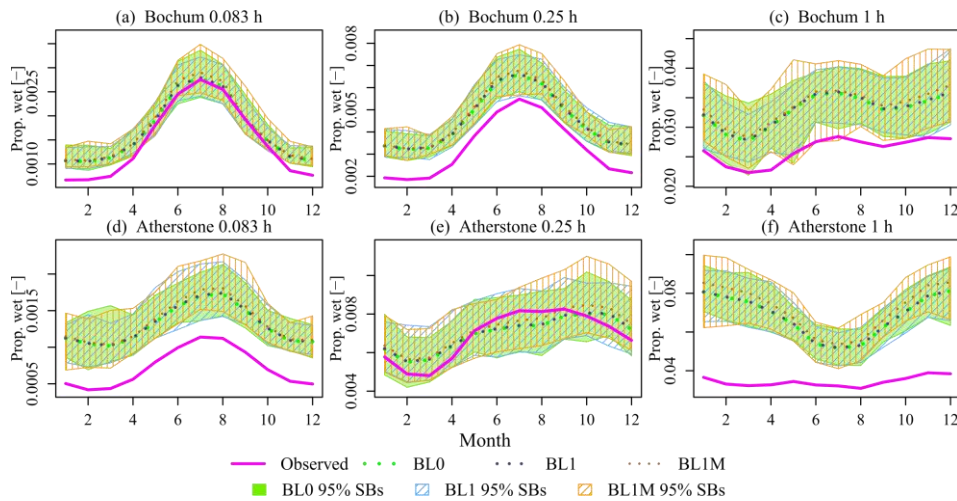 (a) Bochum 0.083 h
(b) Bochum 0.25 h
(c) Bochum 1 h
Prop. wet [−]
0.0010
0.0025
2 4 6 8 10 12
Prop. wet [−]
0.002
0.005
0.008
2 4 6 8 10 12
Prop. wet [−]
0.020
0.030
0.040
2 4 6 8 10 12
(d) Atherstone 0.083 h
(e) Atherstone 0.25 h
(f) Atherstone 1 h
Prop. wet [−]
0.0005
0.0015
2 4 6 8 10 12
Prop. wet [−]
0.004
0.008
2 4 6 8 10 12
Prop. wet [−]
0.04
0.08
2 4 6 8 10 12
Month
Observed BL0 BL1 BL1M
BL0 95% SBs BL1 95% SBs BL1M 95% SBs